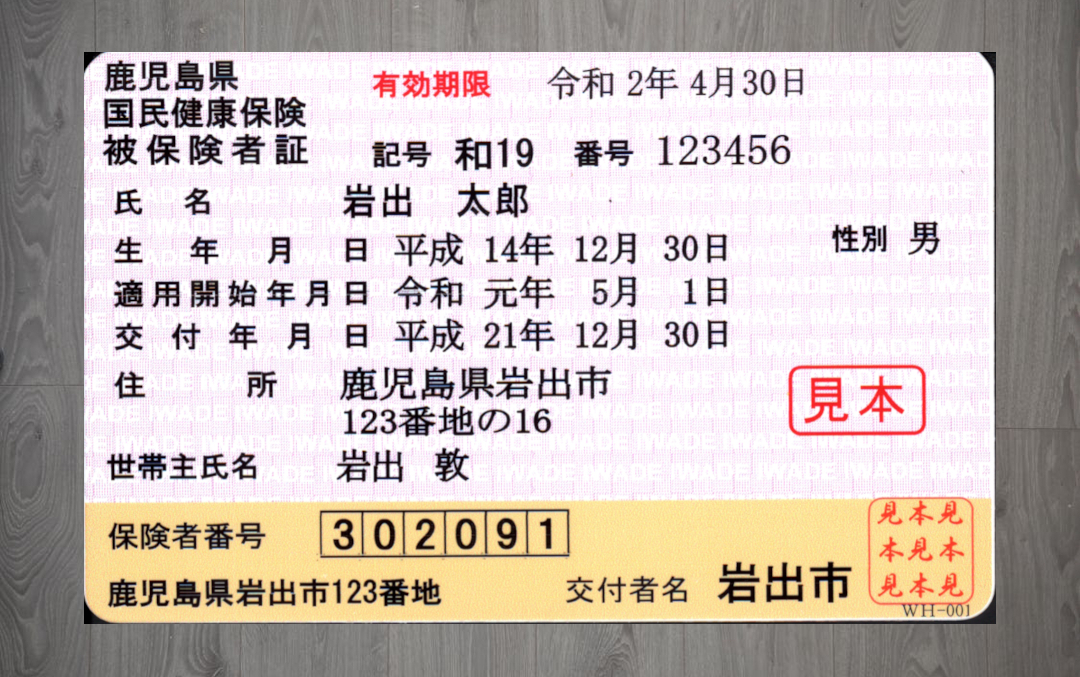 鹿児島県
国民健康保険
被保険者証
有効期限 令和 2年 4月30日
記号 和19 番号 123456
氏名 岩出 太郎
生年月日 平成 14年 12月 30日
性別 男
適用開始年月日 令和 元年 5月 1日
交付年月日 平成 21年 12月 30日
住所 鹿児島県岩出市
123番地の16
見本
世帯主氏名 岩出 敦
保険者番号 302091
鹿児島県岩出市123番地
交付者名 岩出市
見本見
本見本
見本見
WH-001
IWADE IWADE IWADE IWADE